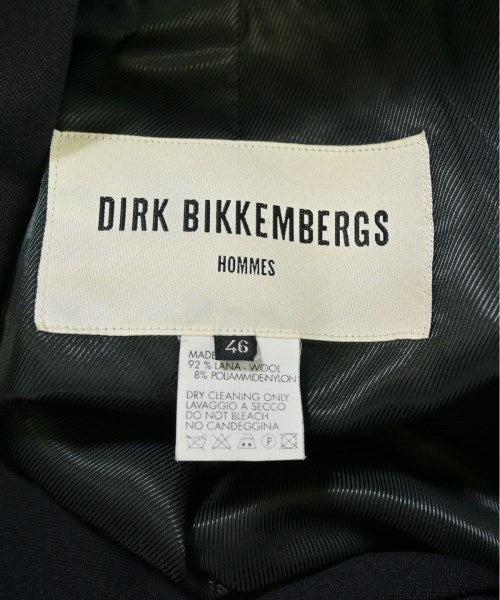 DIRK BIKKEMBERGS
HOMMES
46
MADE
92 % LANA - WOOL
8% POLIAMMIDE-NYLON
DRY CLEANING ONLY
LAVAGGIO A SECCO
DO NOT BLEACH
NO CANDEGGINA
P